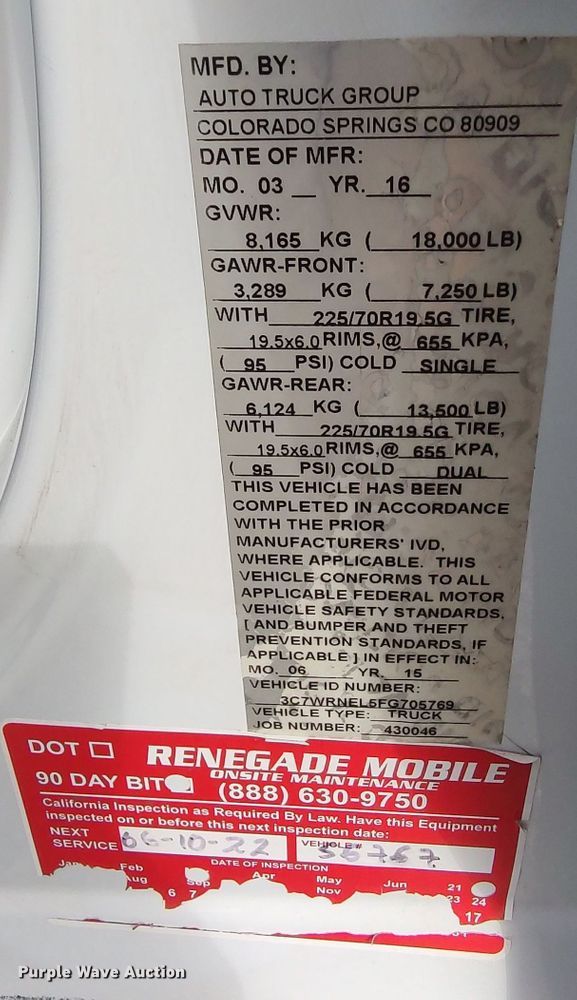 MFD. BY:
AUTO TRUCK GROUP
COLORADO SPRINGS CO 80909
DATE OF MFR:
MO. 03 YR. 16
GVWR:
8,165 KG ( 18,000 LB)
GAWR-FRONT:
3,289 KG ( 7,250 LB)
WITH 225/70R19.5G TIRE,
19.5x6.0 RIMS,@ 655 KPA,
( 95 PSI) COLD SINGLE
GAWR-REAR:
6,124 KG ( 13,500 LB)
WITH 225/70R19.5G TIRE,
19.5x6.0 RIMS,@ 655 KPA,
( 95 PSI) COLD DUAL
THIS VEHICLE HAS BEEN
COMPLETED IN ACCORDANCE
WITH THE PRIOR
MANUFACTURERS' IVD,
WHERE APPLICABLE. THIS
VEHICLE CONFORMS TO ALL
APPLICABLE FEDERAL MOTOR
VEHICLE SAFETY STANDARDS,
[ AND BUMPER AND THEFT
PREVENTION STANDARDS, IF
APPLICABLE ] IN EFFECT IN:
MO. 06 YR. 15
VEHICLE ID NUMBER:
3C7WRNEL5FG705769
VEHICLE TYPE: TRUCK
JOB NUMBER: 430046
DOT RENEGADE MOBILE
ONSITE MAINTENANCE
90 DAY BIT (888) 630-9750
California Inspection as Required By Law. Have this Equipment
inspected on or before this next inspection date:
NEXT
SERVICE 06-10-22 VEHICLE#
DATE OF INSPECTION
Feb Apr May Jun 21
Aug Sep Nov 23 24
6 7 17
Purple Wave Auction